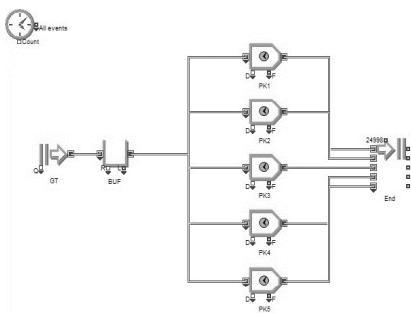 All events
Count
D F
PK1
D F
PK2
24998
Q
GT
R L
BUF
D F
PK3
End
D F
PK4
D F
PK5